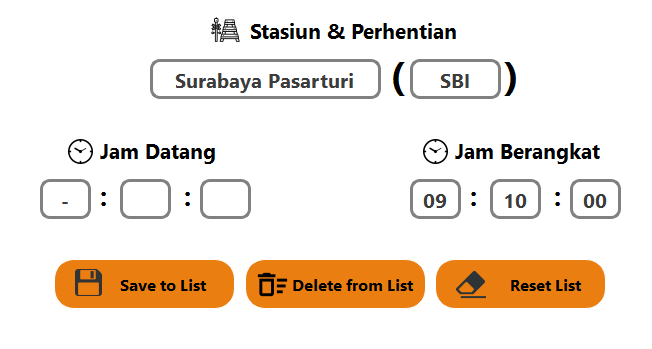 Stasiun & Perhentian
Surabaya Pasarturi ( SBI )
Jam Datang Jam Berangkat
- : : 09 : 10 : 00
Save to List Delete from List Reset List